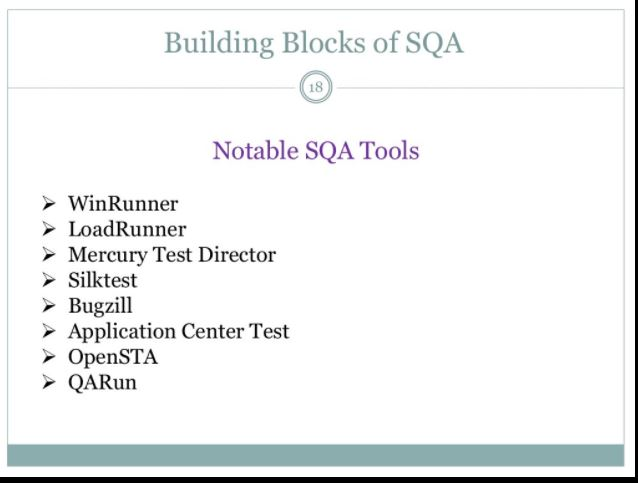 Building Blocks of SQA
18
Notable SQA Tools
➢ WinRunner
➢ LoadRunner
➢ Mercury Test Director
➢ Silktest
➢ Bugzill
➢ Application Center Test
➢ OpenSTA
➢ QARun